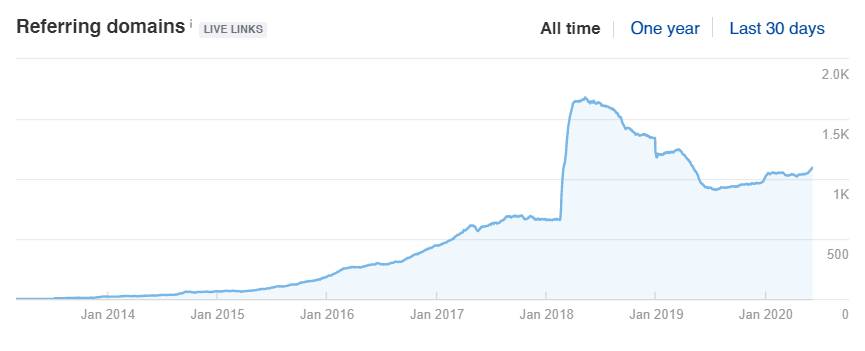 Referring domains i LIVE LINKS All time One year Last 30 days
2.0K
1.5K
1K
500
Jan 2014 Jan 2015 Jan 2016 Jan 2017 Jan 2018 Jan 2019 Jan 2020 0